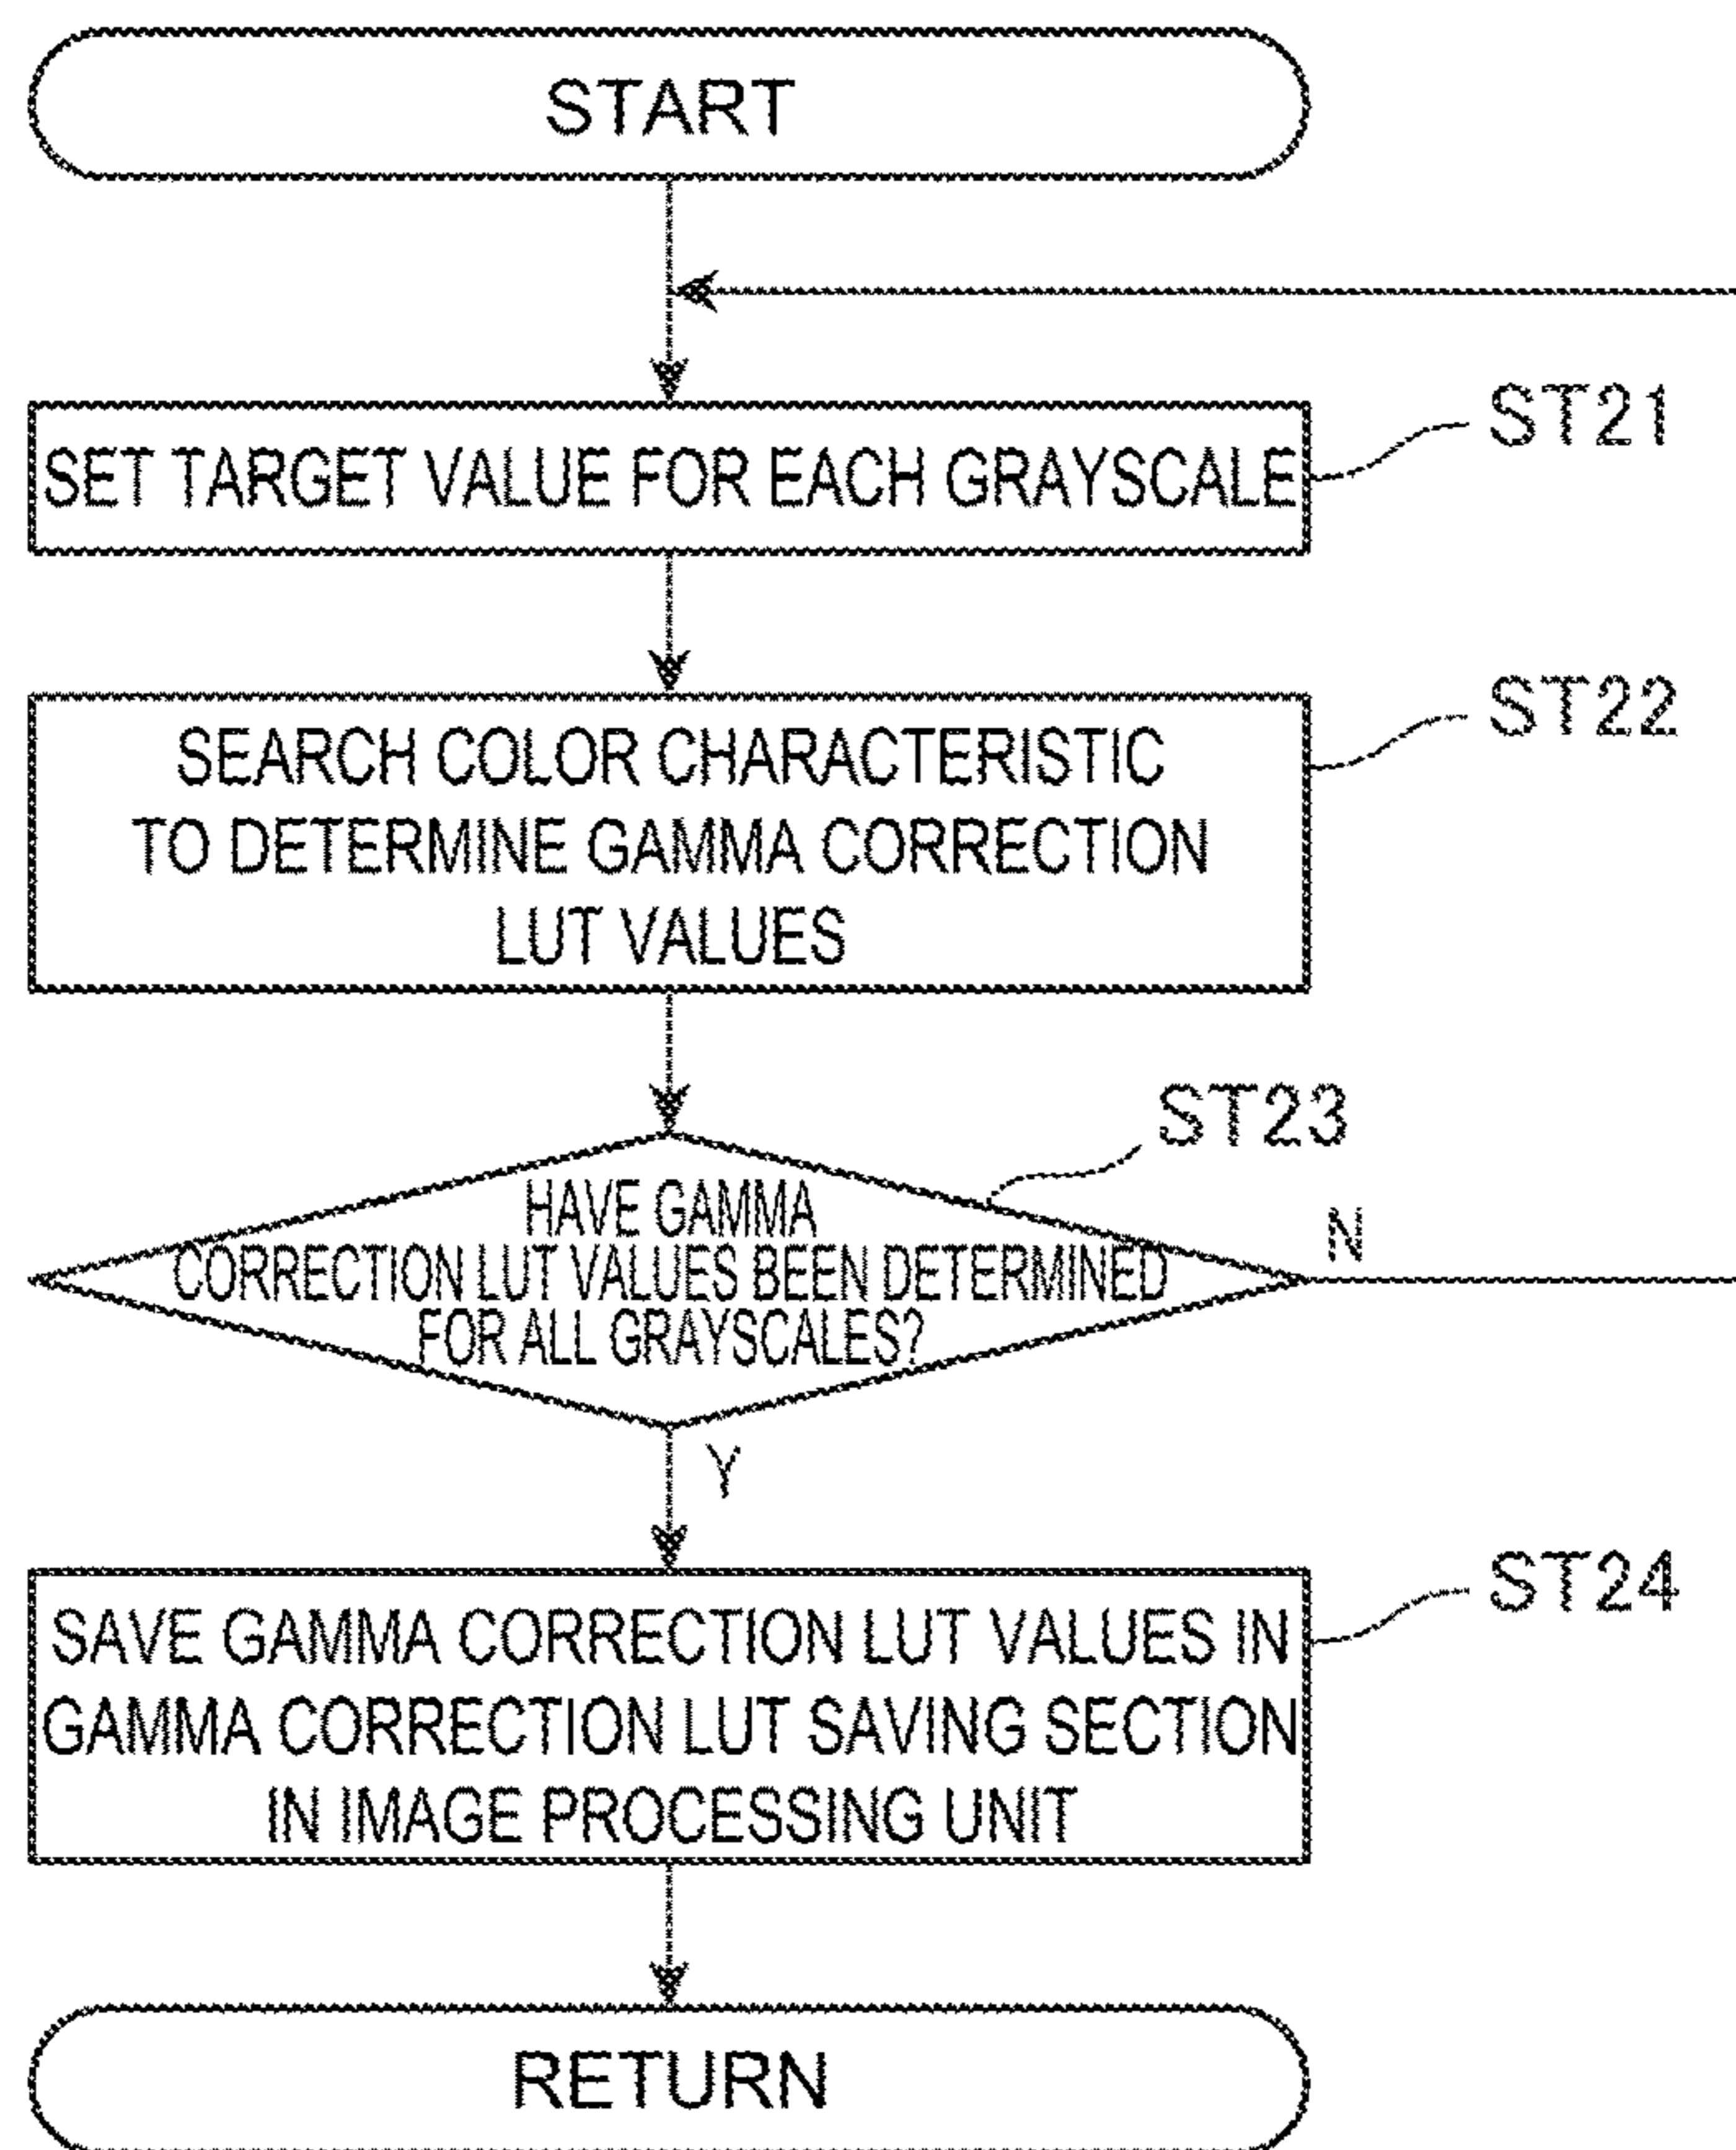 START
SET TARGET VALUE FOR EACH GRAYSCALE
ST21
SEARCH COLOR CHARACTERISTIC
TO DETERMINE GAMMA CORRECTION
LUT VALUES
ST22
HAVE GAMMA
CORRECTION LUT VALUES BEEN DETERMINED
FOR ALL GRAYSCALES?
ST23
N
Y
SAVE GAMMA CORRECTION LUT VALUES IN
GAMMA CORRECTION LUT SAVING SECTION
IN IMAGE PROCESSING UNIT
ST24
RETURN